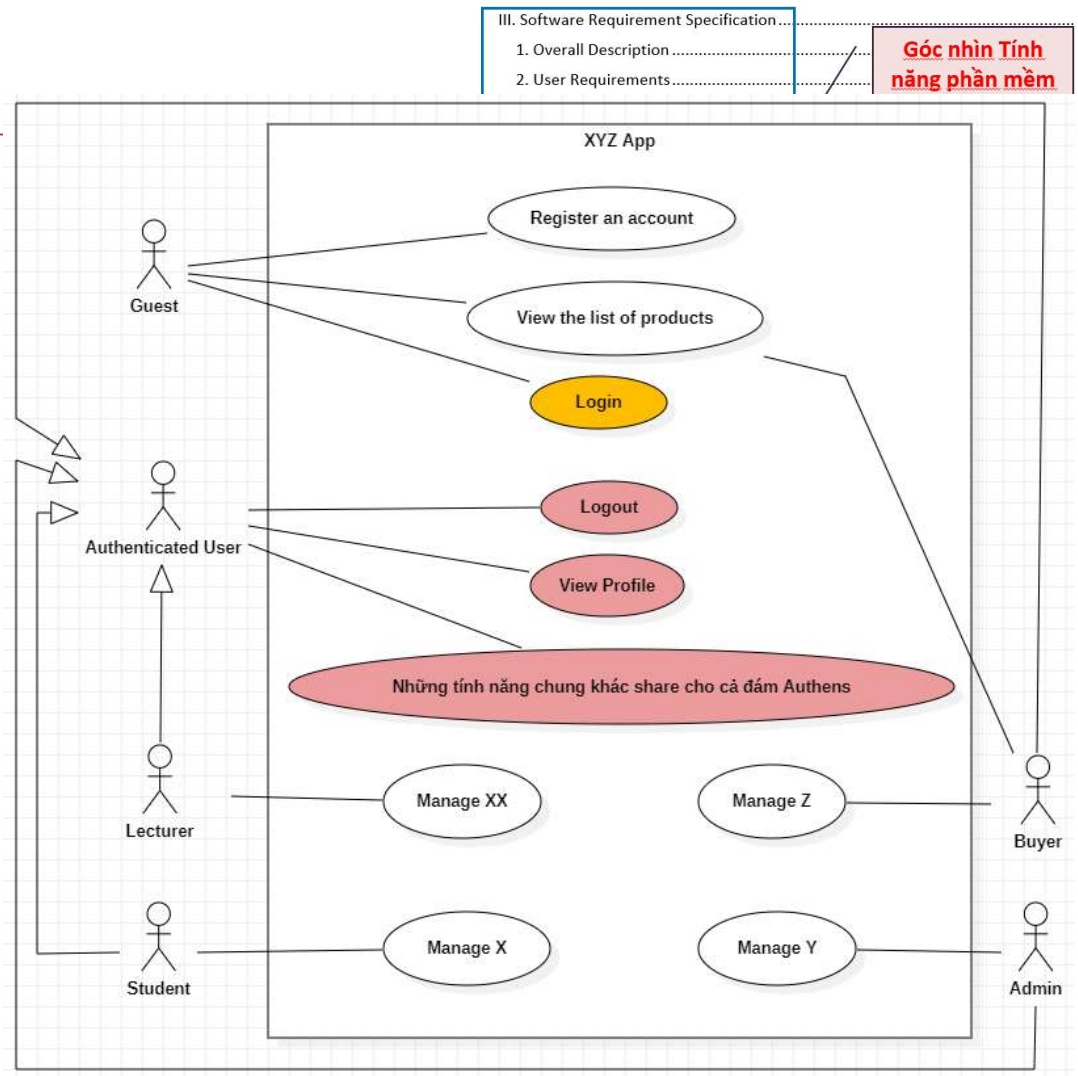 III. Software Requirement Specification
1. Overall Description
2. User Requirements
Góc nhìn Tính
năng phần mềm
XYZ App
Register an account
Guest
View the list of products
Login
Logout
Authenticated User
View Profile
Những tính năng chung khác share cho cả đám Authens
Manage XX
Manage Z
Lecturer
Buyer
Manage X
Manage Y
Student
Admin